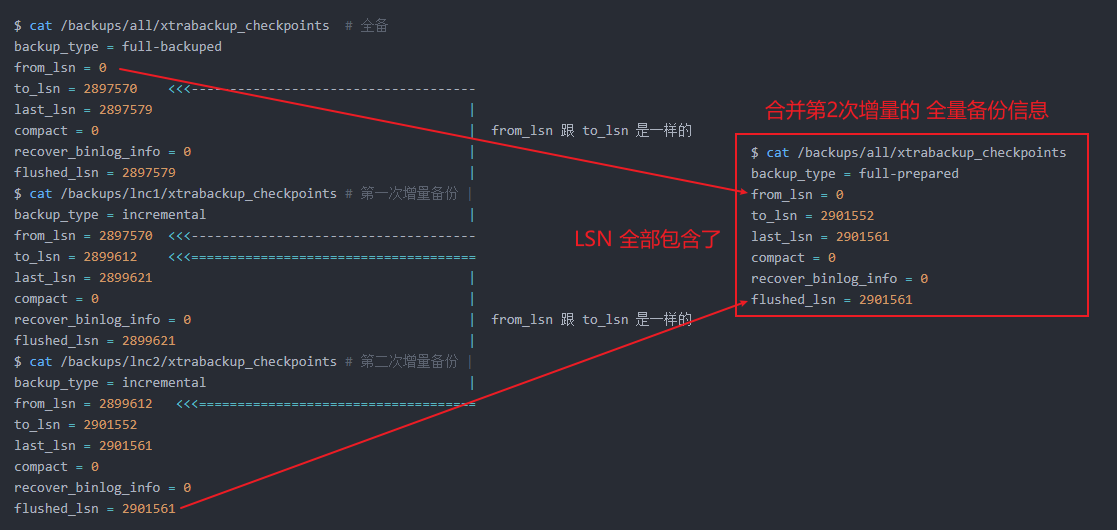 $ cat /backups/all/xtrabackup_checkpoints  # 全备
backup_type = full-backuped
from_lsn = 0
to_lsn = 2897570    <<<------------------------------------
last_lsn = 2897579                                        |
compact = 0                                               |  from_lsn 跟 to_lsn 是一样的
recover_binlog_info = 0                                   |
flushed_lsn = 2897579                                     |
$ cat /backups/lnc1/xtrabackup_checkpoints # 第一次增量备份 |
backup_type = incremental                                 |
from_lsn = 2897570  <<<------------------------------------
to_lsn = 2899612    <<<====================================
last_lsn = 2899621                                        |
compact = 0                                               |
recover_binlog_info = 0                                   |  from_lsn 跟 to_lsn 是一样的
flushed_lsn = 2899621                                     |
$ cat /backups/lnc2/xtrabackup_checkpoints # 第二次增量备份 |
backup_type = incremental                                 |
from_lsn = 2899612   <<<===================================
to_lsn = 2901552
last_lsn = 2901561
compact = 0
recover_binlog_info = 0
flushed_lsn = 2901561
LSN 全部包含了
合并第2次增量的 全量备份信息
$ cat /backups/all/xtrabackup_checkpoints
backup_type = full-prepared
from_lsn = 0
to_lsn = 2901552
last_lsn = 2901561
compact = 0
recover_binlog_info = 0
flushed_lsn = 2901561